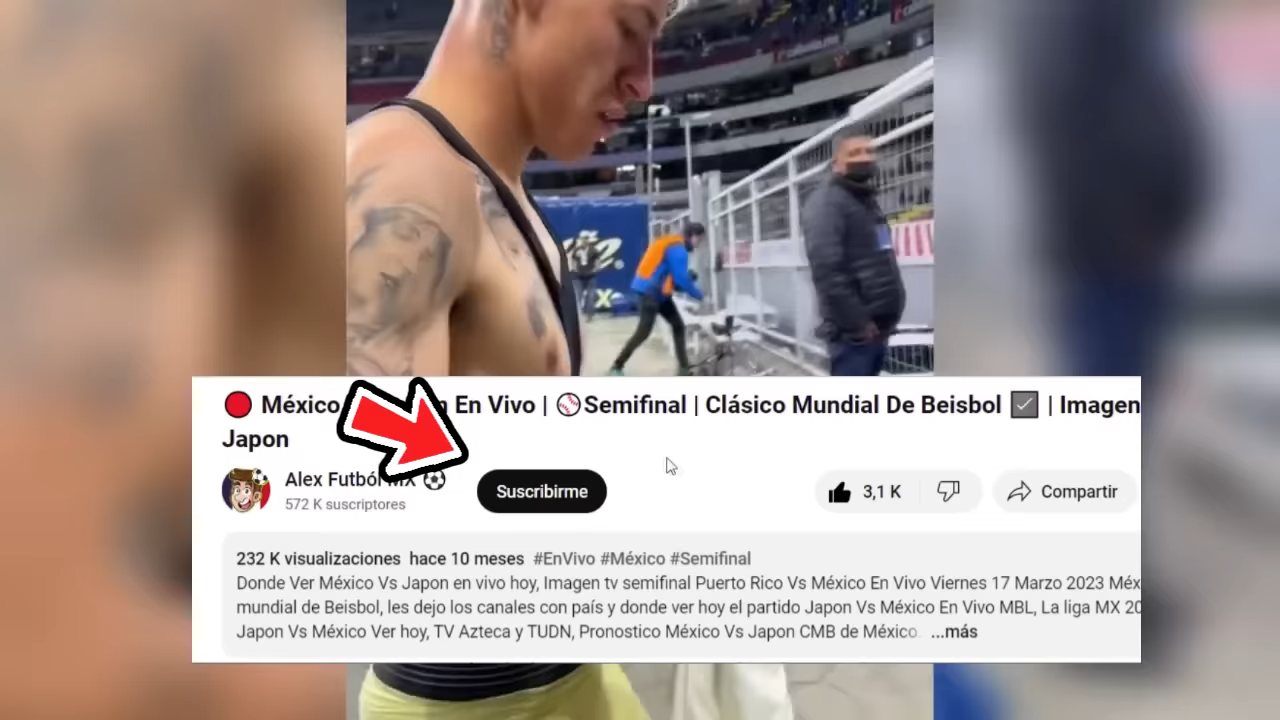 México n En Vivo | Semifinal | Clásico Mundial De Beisbol | Imagen
Japon
Alex Futból MX
572 K suscriptores
Suscribirme
3,1 K
Compartir
232 K visualizaciones hace 10 meses #EnVivo #México #Semifinal
Donde Ver México Vs Japon en vivo hoy, Imagen tv semifinal Puerto Rico Vs México En Vivo Viernes 17 Marzo 2023 Méx
mundial de Beisbol, les dejo los canales con país y donde ver hoy el partido Japon Vs México En Vivo MBL, La liga MX 20
Japon Vs México Ver hoy, TV Azteca y TUDN, Pronostico México Vs Japon CMB de México. ...más